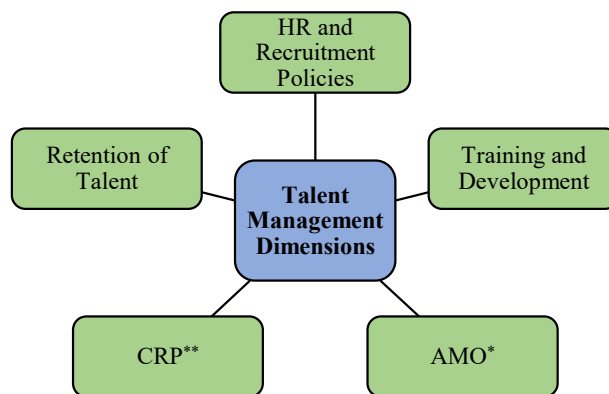 HR and
Recruitment
Policies
Retention of
Talent
Training and
Development
Talent
Management
Dimensions
CRP**
AMO*